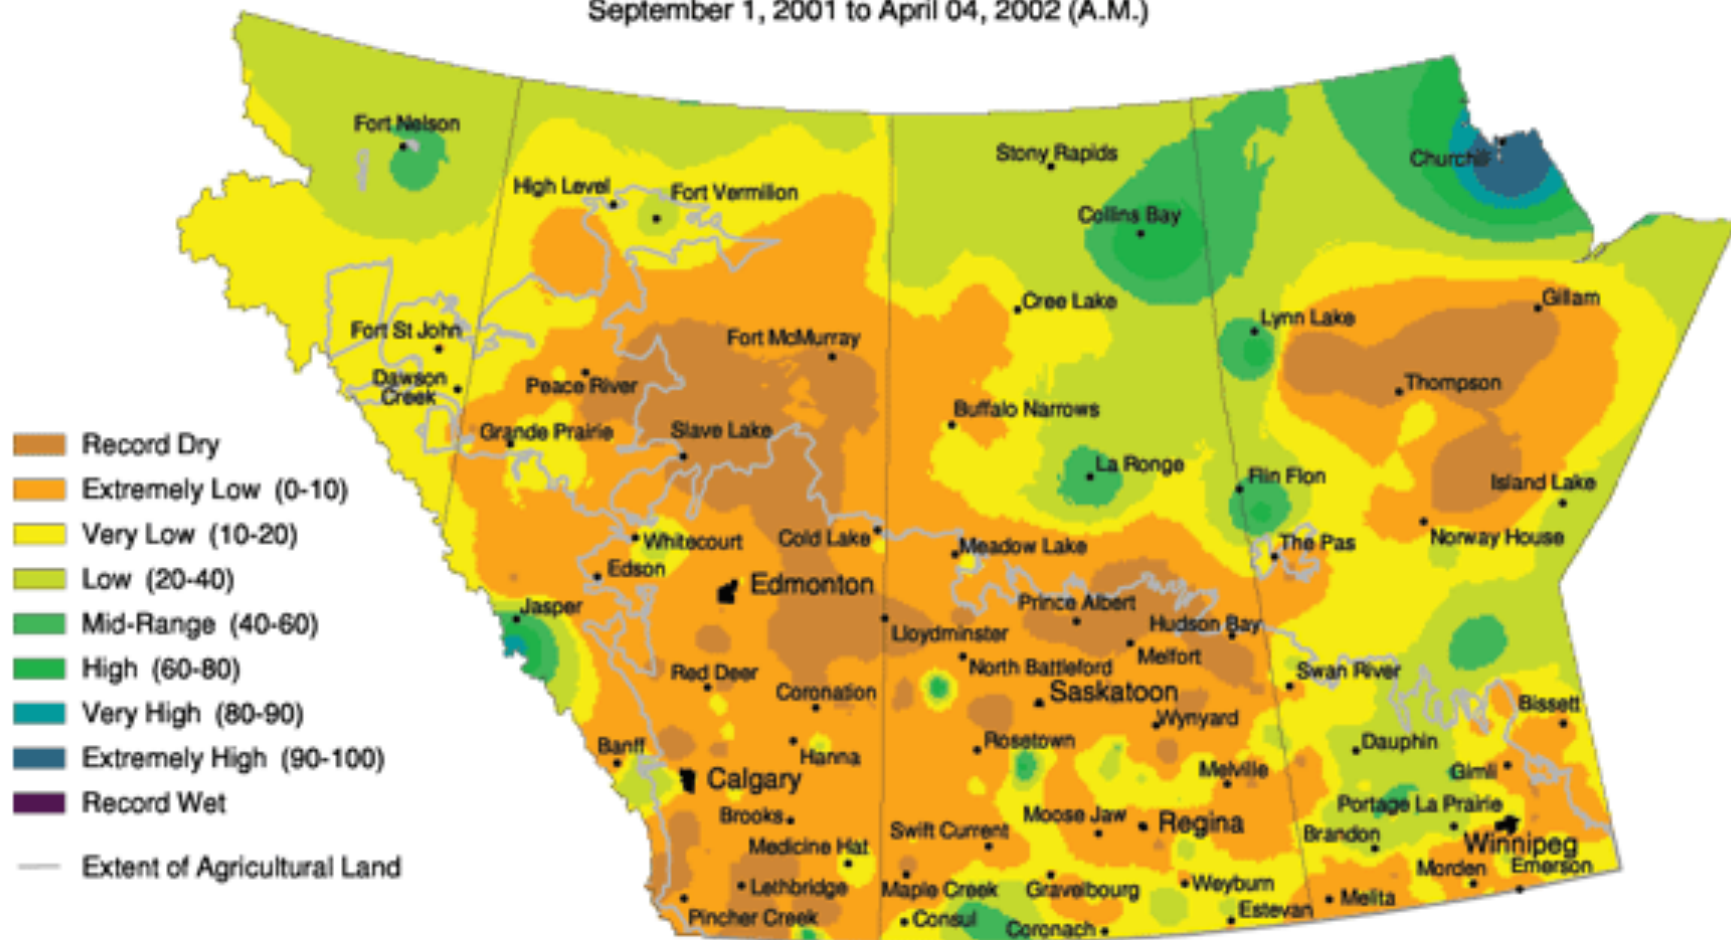 September 1, 2001 to April 04, 2002 (A.M.)
Fort Nelson
Stony Rapids
Churchill
High Level
Fort Vermilion
Collins Bay
Cree Lake
Gillam
Lynn Lake
Fort St John
Fort McMurray
Dawson
Creek
Peace River
Thompson
Buffalo Narrows
Grande Prairie
Slave Lake
La Ronge
Flin Flon
Island Lake
Whitecourt
Cold Lake
Meadow Lake
The Pas
Norway House
Edson
Edmonton
Jasper
Prince Albert
Hudson Bay
Lloydminster
Melfort
North Battleford
Red Deer
Swan River
Coronation
Saskatoon
Bissett
Wynyard
Banff
Hanna
Rosetown
Dauphin
Calgary
Melville
Gimli
Brooks
Moose Jaw
Regina
Portage La Prairie
Swift Current
Brandon
Winnipeg
Medicine Hat
Morden
Emerson
Lethbridge
Maple Creek
Gravelbourg
Weyburn
Melita
Pincher Creek
Consul
Coronach
Estevan
Record Dry
Extremely Low (0-10)
Very Low (10-20)
Low (20-40)
Mid-Range (40-60)
High (60-80)
Very High (80-90)
Extremely High (90-100)
Record Wet
Extent of Agricultural Land